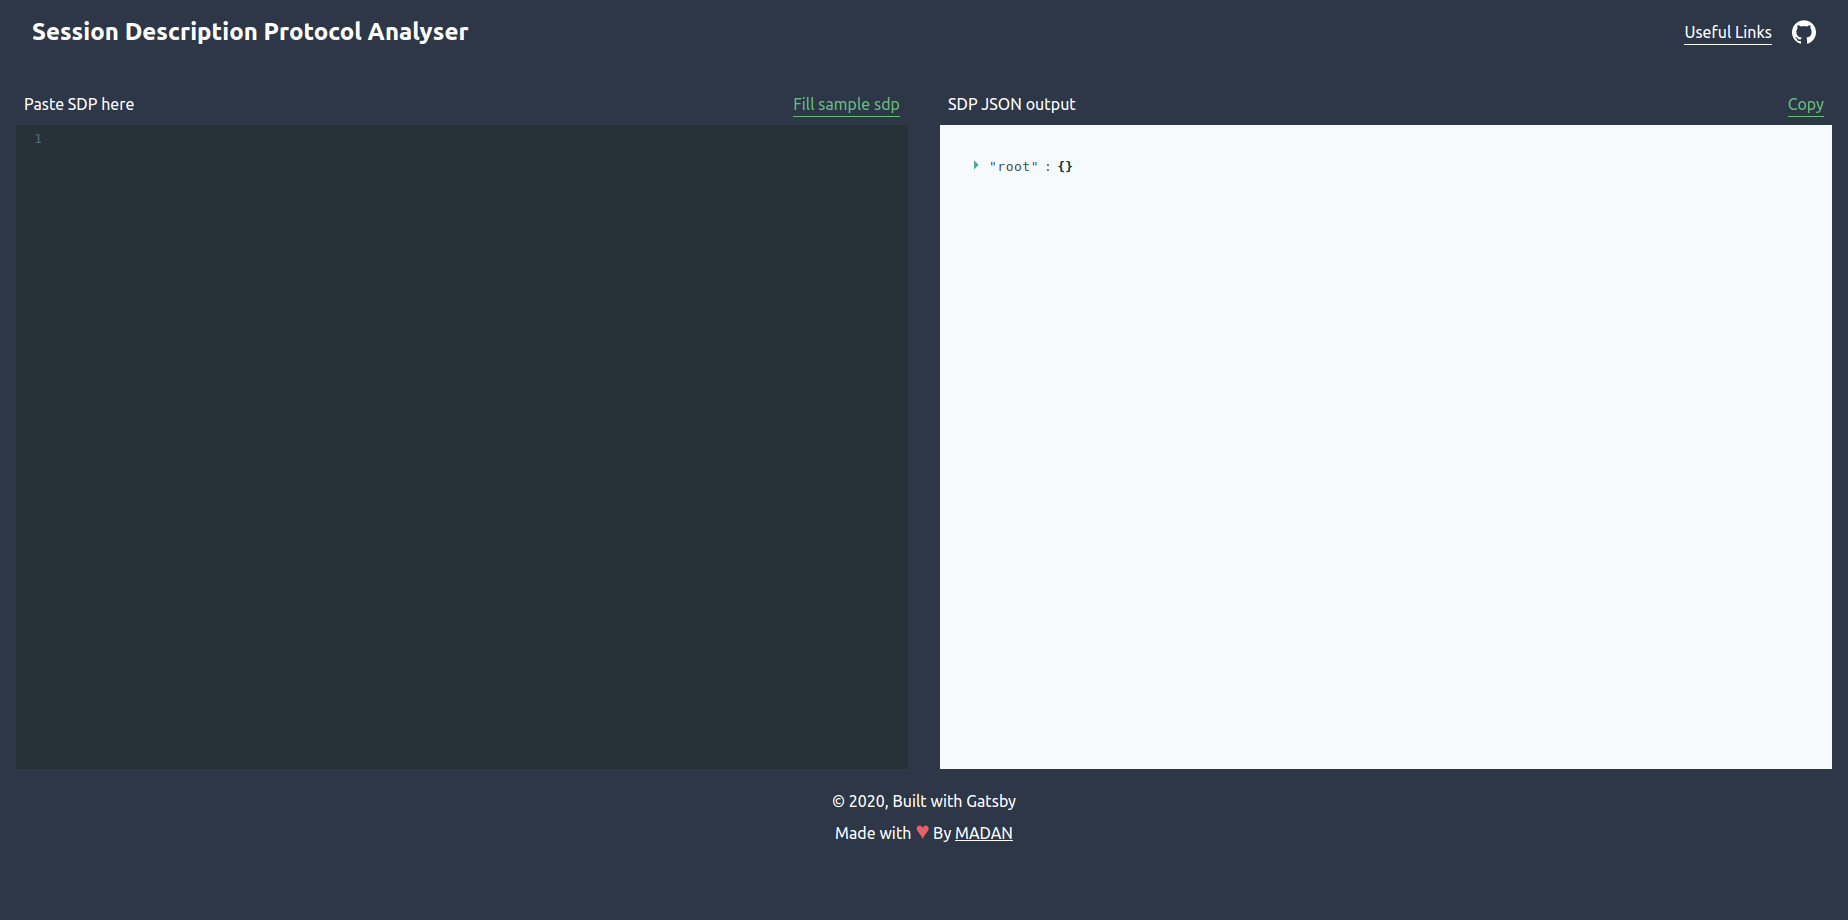 Session Description Protocol Analyser
Useful Links
Paste SDP here
Fill sample sdp
SDP JSON output
Copy
1
"root" : {}
© 2020, Built with Gatsby
Made with ♥ By MADAN